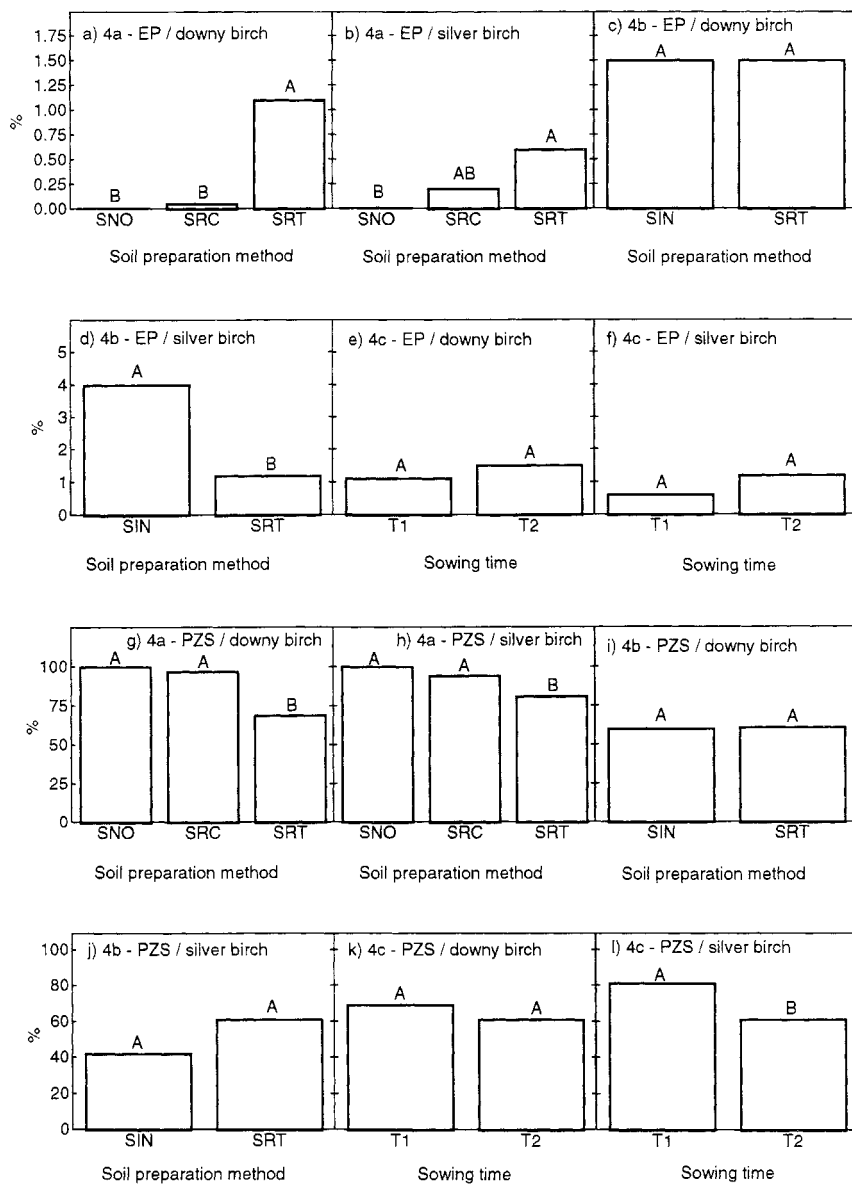 a) 4a - EP / downy birch
b) 4a - EP / silver birch
c) 4b - EP / downy birch
1.75
1.50
1.25
1.00
0.75
0.50
0.25
0.00
%
B B A
B AB A
A A
SNO SRC SRT
SNO SRC SRT
SIN SRT
Soil preparation method
Soil preparation method
Soil preparation method
d) 4b - EP / silver birch
e) 4c - EP / downy birch
f) 4c - EP / silver birch
5
4
3
2
1
0
%
A B
A A
A A
SIN SRT
T1 T2
T1 T2
Soil preparation method
Sowing time
Sowing time
g) 4a - PZS / downy birch
h) 4a - PZS / silver birch
i) 4b - PZS / downy birch
100
75
50
25
0
%
A A B
A A B
A A
SNO SRC SRT
SNO SRC SRT
SIN SRT
Soil preparation method
Soil preparation method
Soil preparation method
j) 4b - PZS / silver birch
k) 4c - PZS / downy birch
l) 4c - PZS / silver birch
100
80
60
40
20
0
%
A A
A A
A B
SIN SRT
T1 T2
T1 T2
Soil preparation method
Sowing time
Sowing time